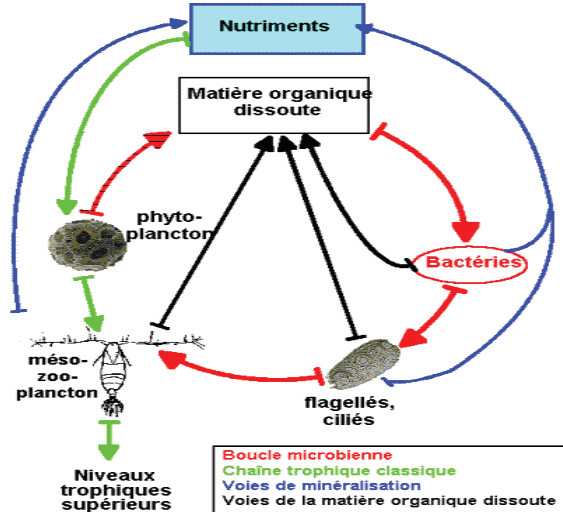 Nutriments
Matière organique
dissoute
phyto-
plancton
Bactéries
méso-
zoo-
plancton
flagellés,
ciliés
Niveaux
trophiques
supérieurs
Boucle microbienne
Chaîne trophique classique
Voies de minéralisation
Voies de la matière organique dissoute